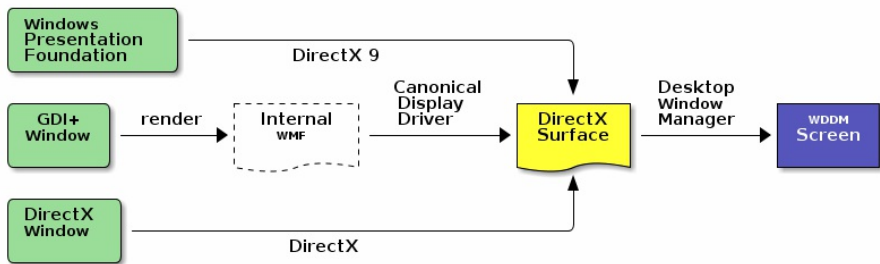 Windows
Presentation
Foundation
DirectX 9
GDI+
Window
render
Internal
WMF
Canonical
Display
Driver
DirectX
Surface
Desktop
Window
Manager
WDDM
Screen
DirectX
Window
DirectX